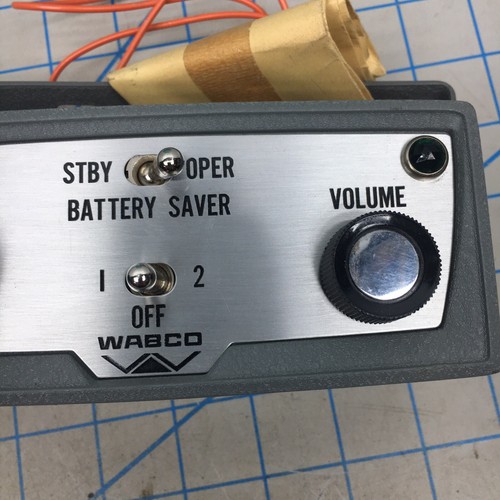 STBY OPER
BATTERY SAVER
VOLUME
1 2
OFF
WABCO